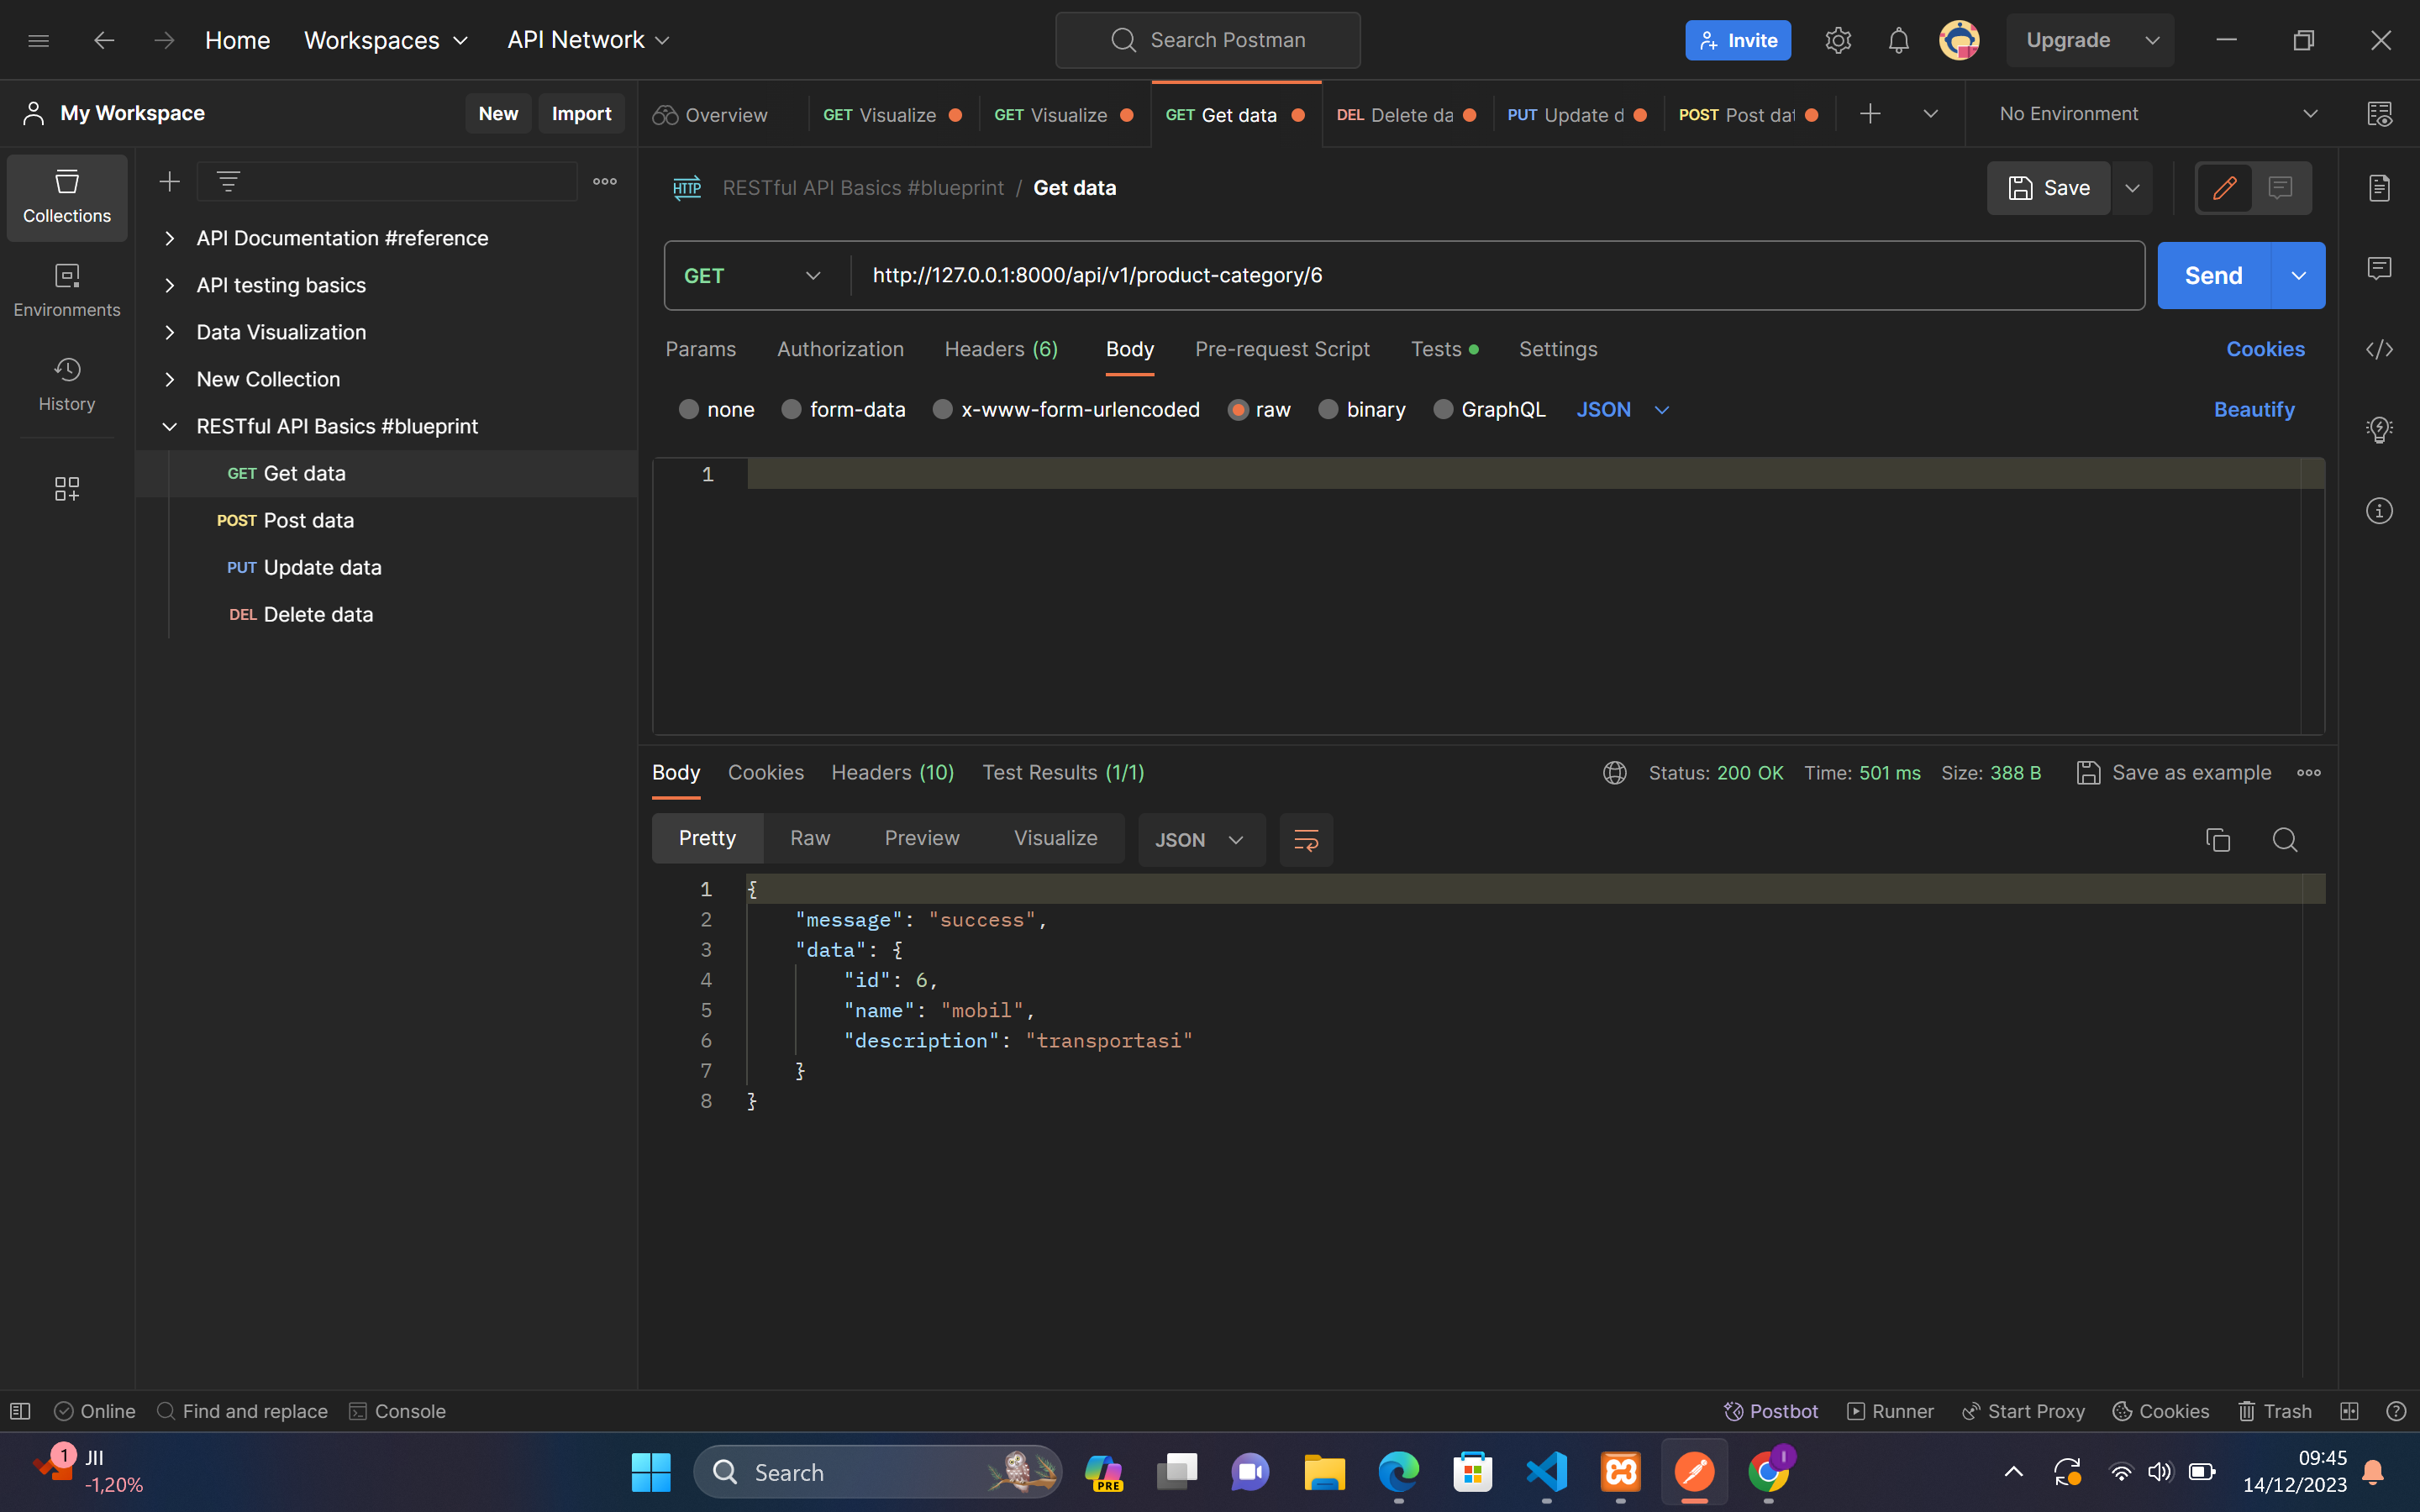 Home Workspaces API Network Search Postman Invite Upgrade
My Workspace New Import Overview GET Visualize GET Visualize GET Get data DEL Delete da PUT Update d POST Post dat No Environment
Collections
Environments
History
API Documentation #reference
API testing basics
Data Visualization
New Collection
RESTful API Basics #blueprint
GET Get data
POST Post data
PUT Update data
DEL Delete data
HTTP RESTful API Basics #blueprint / Get data Save
GET http://127.0.0.1:8000/api/v1/product-category/6 Send
Params Authorization Headers (6) Body Pre-request Script Tests Settings Cookies
none form-data x-www-form-urlencoded raw binary GraphQL JSON Beautify
1
Body Cookies Headers (10) Test Results (1/1) Status: 200 OK Time: 501 ms Size: 388 B Save as example
Pretty Raw Preview Visualize JSON
1 {
2 "message": "success",
3 "data": {
4 "id": 6,
5 "name": "mobil",
6 "description": "transportasi"
7 }
8 }
Online Find and replace Console Postbot Runner Start Proxy Cookies Trash
1 JII
-1,20%
Search
PRE
I
09:45
14/12/2023